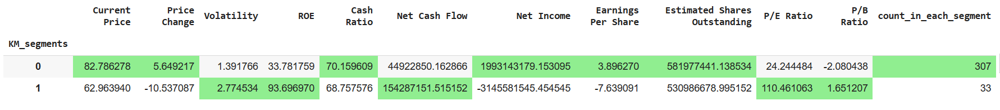 Current Price Price Change Volatility ROE Cash Ratio Net Cash Flow Net Income Earnings Per Share Estimated Shares Outstanding P/E Ratio P/B Ratio count_in_each_segment
KM_segments
0 82.786278 5.649217 1.391766 33.781759 70.159609 44922850.162866 1993143179.153095 3.896270 581977441.138534 24.244484 -2.080438 307
1 62.963940 -10.537087 2.774534 93.696970 68.757576 154287151.515152 -3145581545.454545 -7.639091 530986678.995152 110.461063 1.651207 33